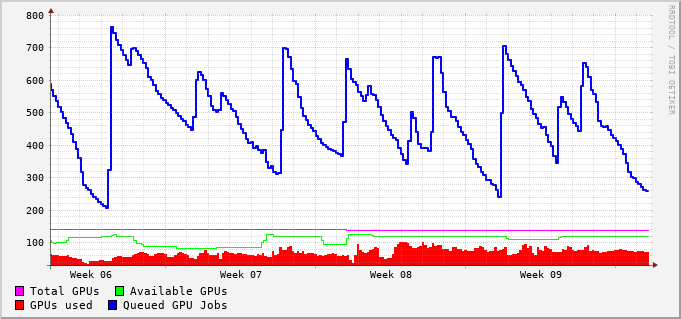 800
700
600
500
400
300
200
100
Week 06 Week 07 Week 08 Week 09
Total GPUs Available GPUs
GPUs used Queued GPU Jobs
RRDTOOL / TOBI OETIKER